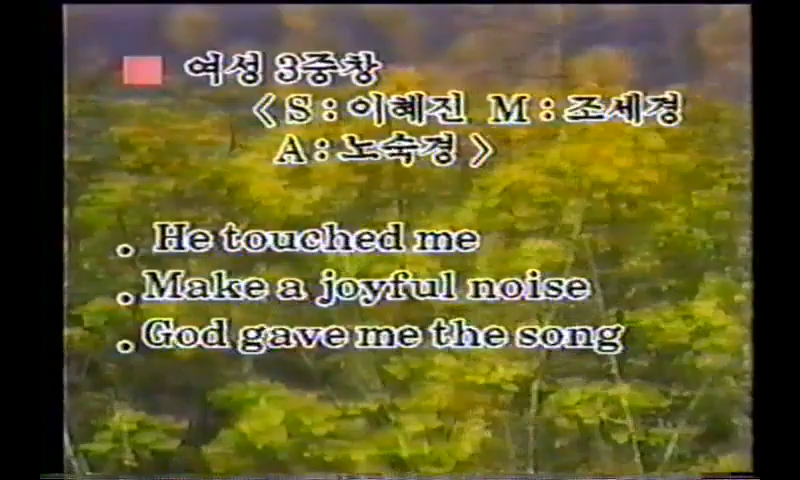 여성 3중창
< S : 이혜진 M : 조세경
A : 노숙경 >
. He touched me
. Make a joyful noise
. God gave me the song